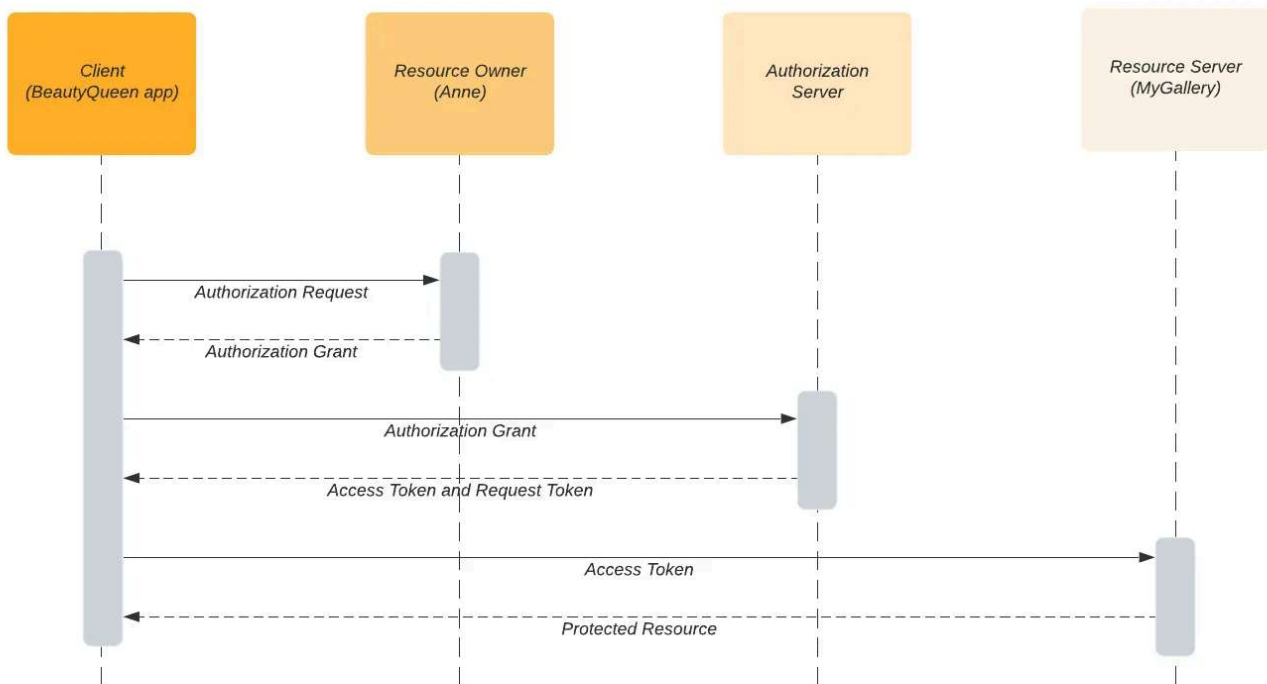 Client
(BeautyQueen app)
Resource Owner
(Anne)
Authorization
Server
Resource Server
(MyGallery)
Authorization Request
Authorization Grant
Authorization Grant
Access Token and Request Token
Access Token
Protected Resource